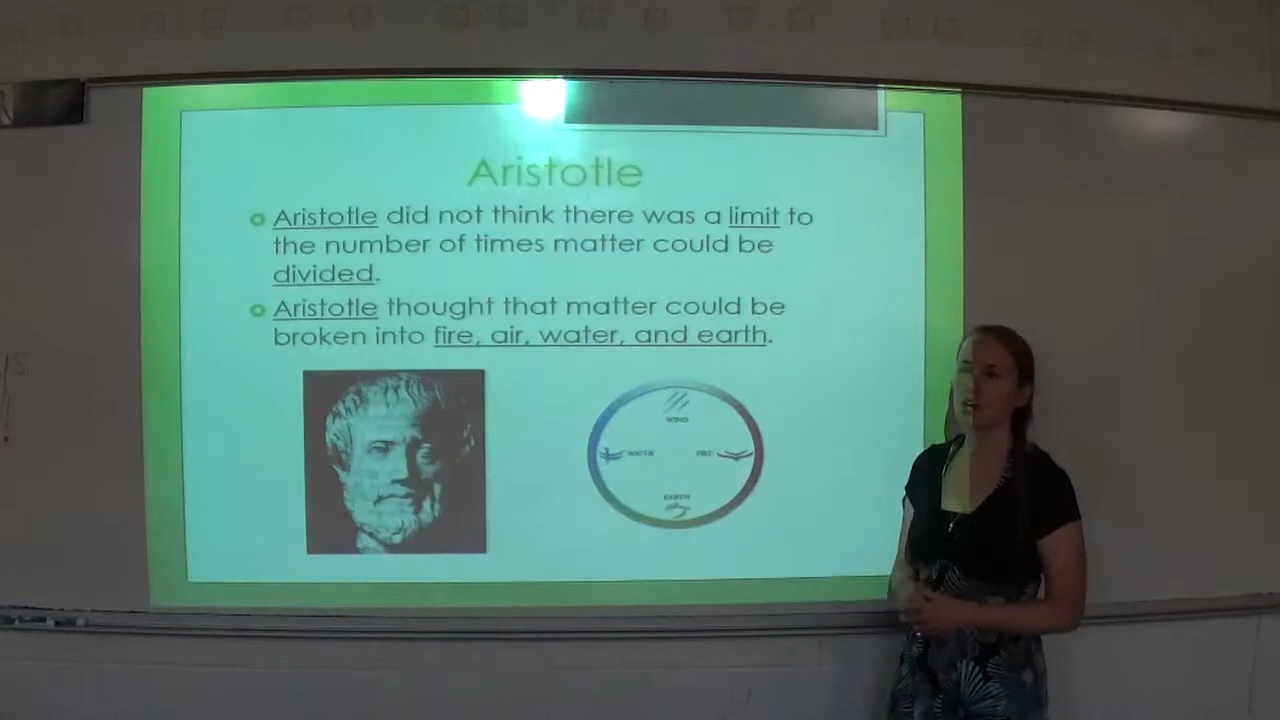 Aristotle
Aristotle did not think there was a limit to
the number of times matter could be
divided.
Aristotle thought that matter could be
broken into fire, air, water, and earth.
WIND
WATER
FIRE
EARTH